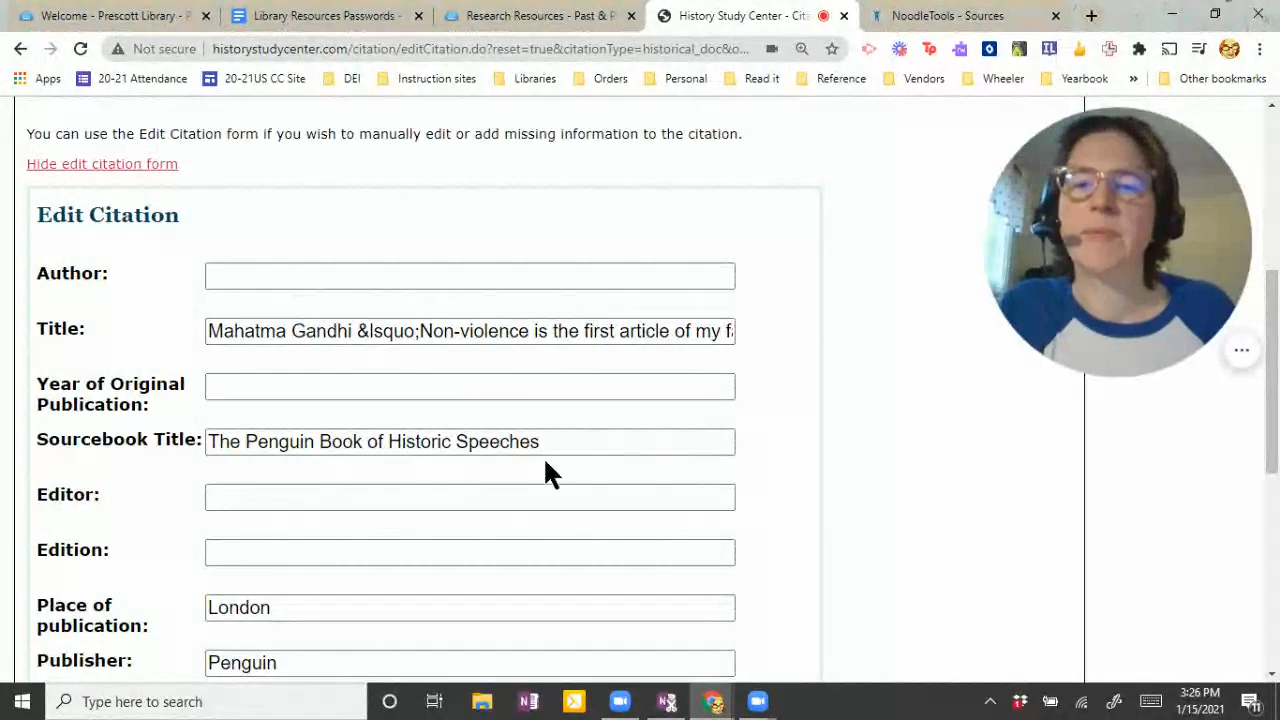 Welcome - Prescott Library - P
Library Resources Passwords -
Research Resources - Past & P
History Study Center - Cita
NoodleTools - Sources
Not secure
historystudycenter.com/citation/editCitation.do?reset=true&citationType=historical_doc&o...
Apps
20-21 Attendance
20-21US CC Site
DEI
Instruction sites
Libraries
Orders
Personal
Read it
Reference
Vendors
Wheeler
Yearbook
»
Other bookmarks
You can use the Edit Citation form if you wish to manually edit or add missing information to the citation.
Hide edit citation form
Edit Citation
Author:
Title:
Mahatma Gandhi &lsquo;Non-violence is the first article of my fa
Year of Original
Publication:
Sourcebook Title:
The Penguin Book of Historic Speeches
Editor:
Edition:
Place of
publication:
London
Publisher:
Penguin
Type here to search
3:26 PM
1/15/2021